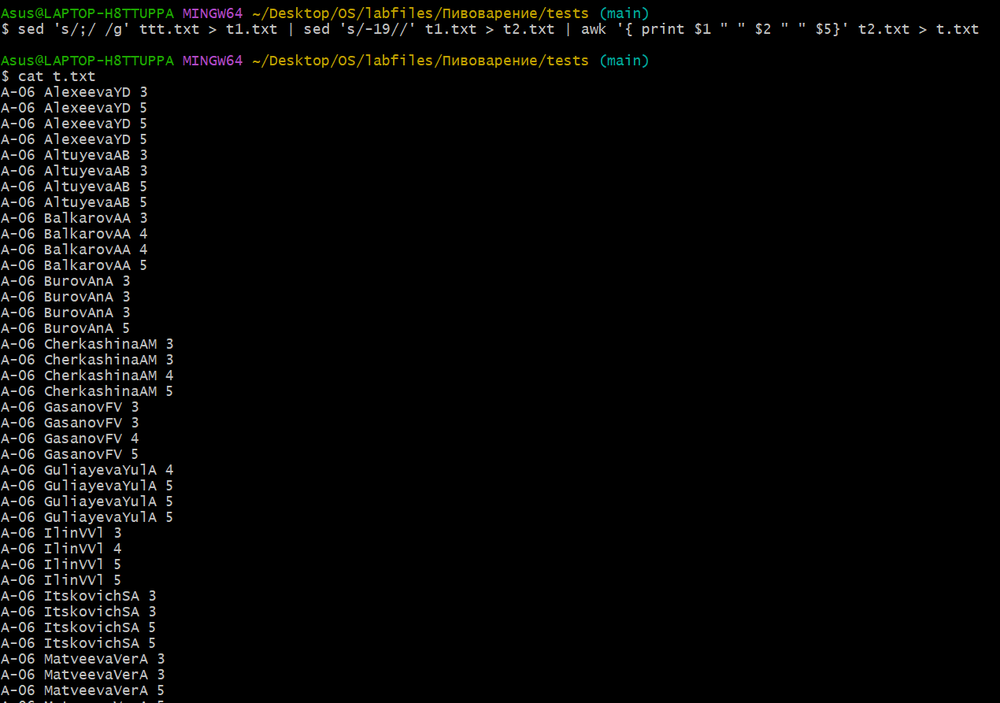 Asus@LAPTOP-H8TTUPPA MINGW64 ~/Desktop/OS/labfiles/Пивоварение/tests (main)
$ sed 's/;/ /g' ttt.txt > t1.txt | sed 's/-19//' t1.txt > t2.txt | awk '{ print $1 " " $2 " " $5}' t2.txt > t.txt
Asus@LAPTOP-H8TTUPPA MINGW64 ~/Desktop/OS/labfiles/Пивоварение/tests (main)
$ cat t.txt
A-06 AlexeevaYD 3
A-06 AlexeevaYD 5
A-06 AlexeevaYD 5
A-06 AlexeevaYD 5
A-06 AltuyevaAB 3
A-06 AltuyevaAB 3
A-06 AltuyevaAB 5
A-06 AltuyevaAB 5
A-06 BalkarovAA 3
A-06 BalkarovAA 4
A-06 BalkarovAA 4
A-06 BalkarovAA 5
A-06 BurovAnA 3
A-06 BurovAnA 3
A-06 BurovAnA 3
A-06 BurovAnA 5
A-06 CherkashinaAM 3
A-06 CherkashinaAM 3
A-06 CherkashinaAM 4
A-06 CherkashinaAM 5
A-06 GasanovFV 3
A-06 GasanovFV 3
A-06 GasanovFV 4
A-06 GasanovFV 5
A-06 GuliayevaYulA 4
A-06 GuliayevaYulA 5
A-06 GuliayevaYulA 5
A-06 GuliayevaYulA 5
A-06 IlinVVl 3
A-06 IlinVVl 4
A-06 IlinVVl 5
A-06 IlinVVl 5
A-06 ItskovichSA 3
A-06 ItskovichSA 3
A-06 ItskovichSA 5
A-06 ItskovichSA 5
A-06 MatveevaVerA 3
A-06 MatveevaVerA 3
A-06 MatveevaVerA 5